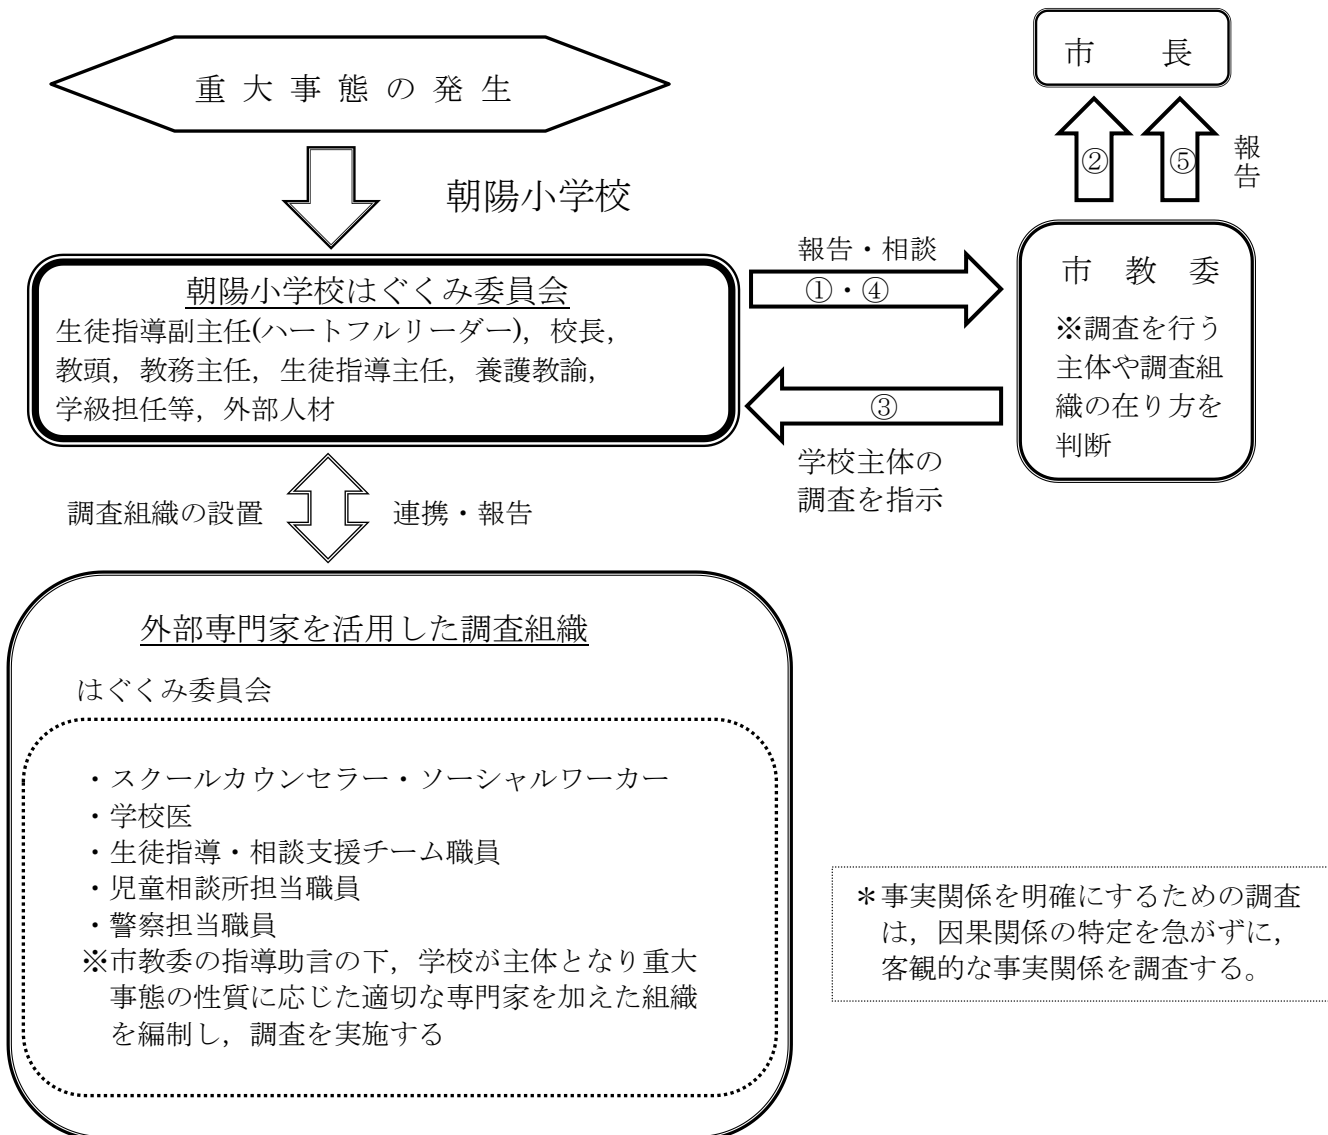 重大事態の発生
朝陽小学校
朝陽小学校はぐくみ委員会
生徒指導副主任(ハートフルリーダー)，校長，
教頭，教務主任，生徒指導主任，養護教諭，
学級担任等，外部人材
報告・相談
①・④
③
学校主体の
調査を指示
市　長
②
⑤
報告
市　教　委
※調査を行う
主体や調査組
織の在り方を
判断
調査組織の設置
連携・報告
外部専門家を活用した調査組織
はぐくみ委員会
・スクールカウンセラー・ソーシャルワーカー
・学校医
・生徒指導・相談支援チーム職員
・児童相談所担当職員
・警察担当職員
※市教委の指導助言の下，学校が主体となり重大
事態の性質に応じた適切な専門家を加えた組織
を編制し，調査を実施する
＊事実関係を明確にするための調査
は，因果関係の特定を急がずに，
客観的な事実関係を調査する。